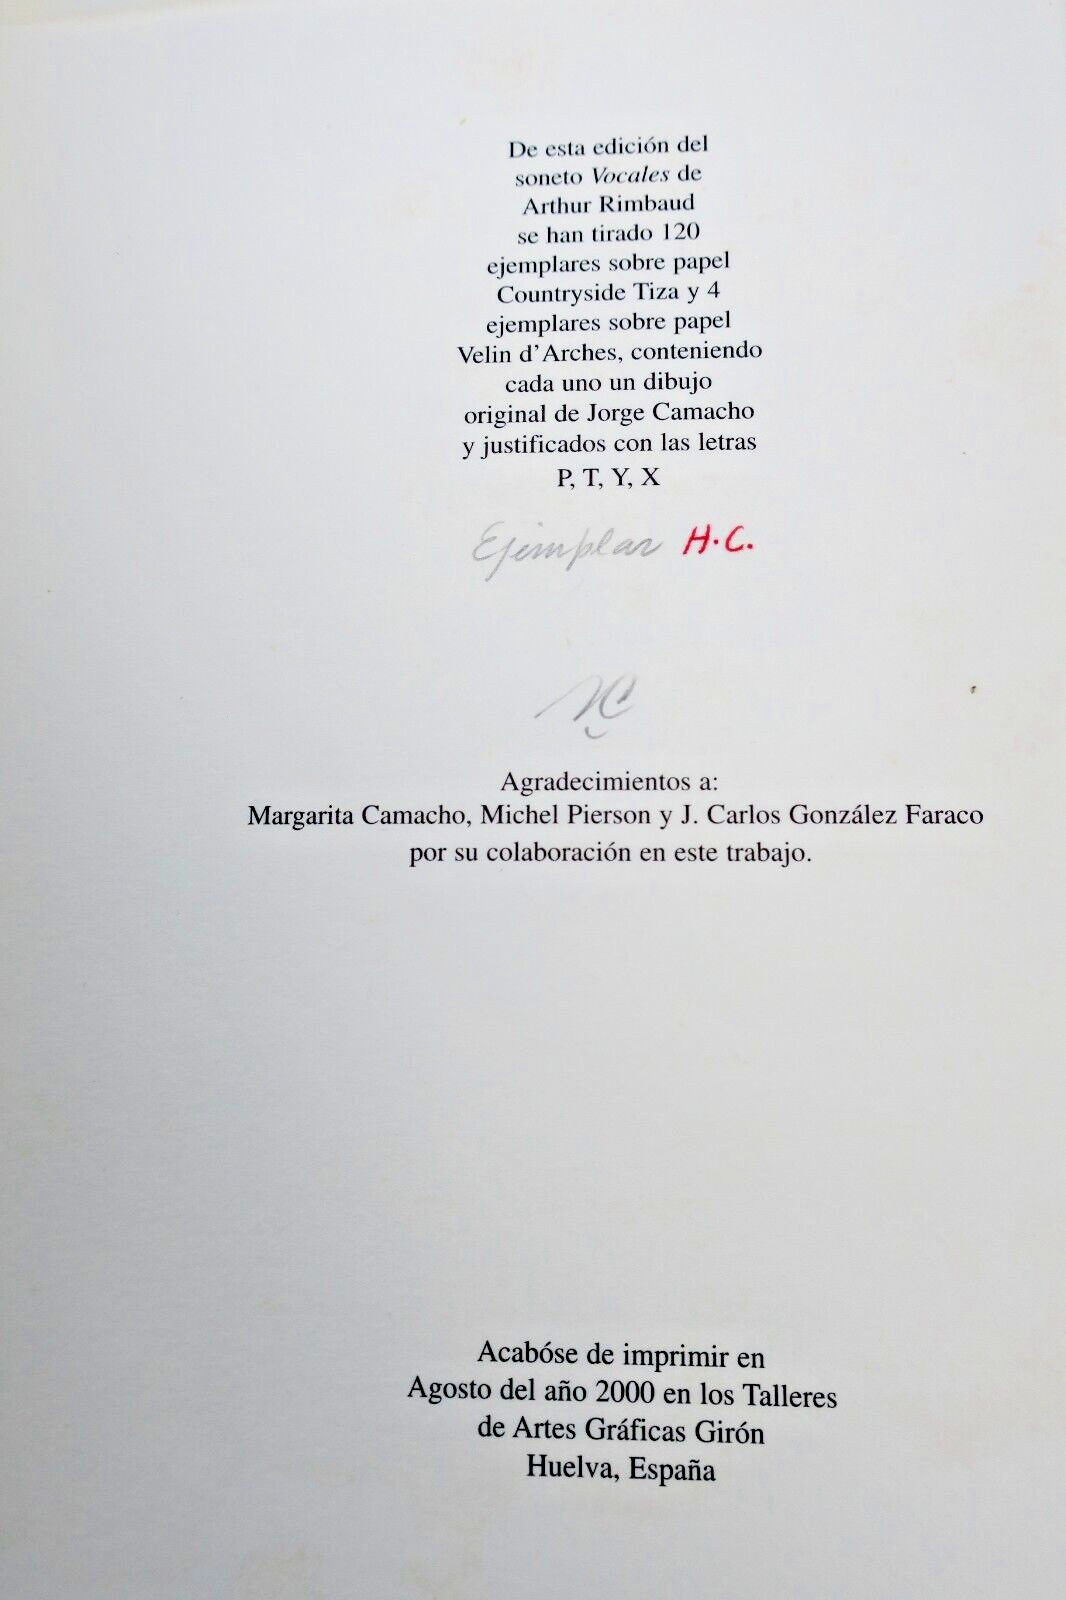 De esta edición del
soneto Vocales de
Arthur Rimbaud
se han tirado 120
ejemplares sobre papel
Countryside Tiza y 4
ejemplares sobre papel
Velin d'Arches, conteniendo
cada uno un dibujo
original de Jorge Camacho
y justificados con las letras
P, T, Y, X
Ejemplar H.C.
Agradecimientos a:
Margarita Camacho, Michel Pierson y J. Carlos González Faraco
por su colaboración en este trabajo.
Acabóse de imprimir en
Agosto del año 2000 en los Talleres
de Artes Gráficas Girón
Huelva, España